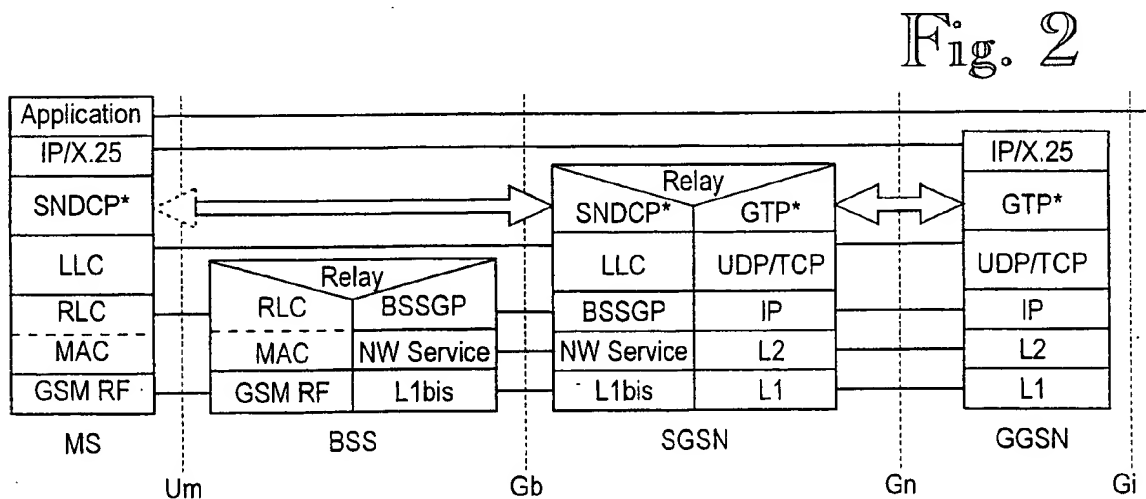 Fig. 2
Application
IP/X.25
SNDCP*
LLC
RLC
MAC
GSM RF
MS
Relay
RLC
BSSGP
MAC
NW Service
GSM RF
L1bis
BSS
Relay
SNDCP*
GTP*
LLC
UDP/TCP
BSSGP
IP
NW Service
L2
L1bis
L1
SGSN
IP/X.25
GTP*
UDP/TCP
IP
L2
L1
GGSN
Um
Gb
Gn
Gi